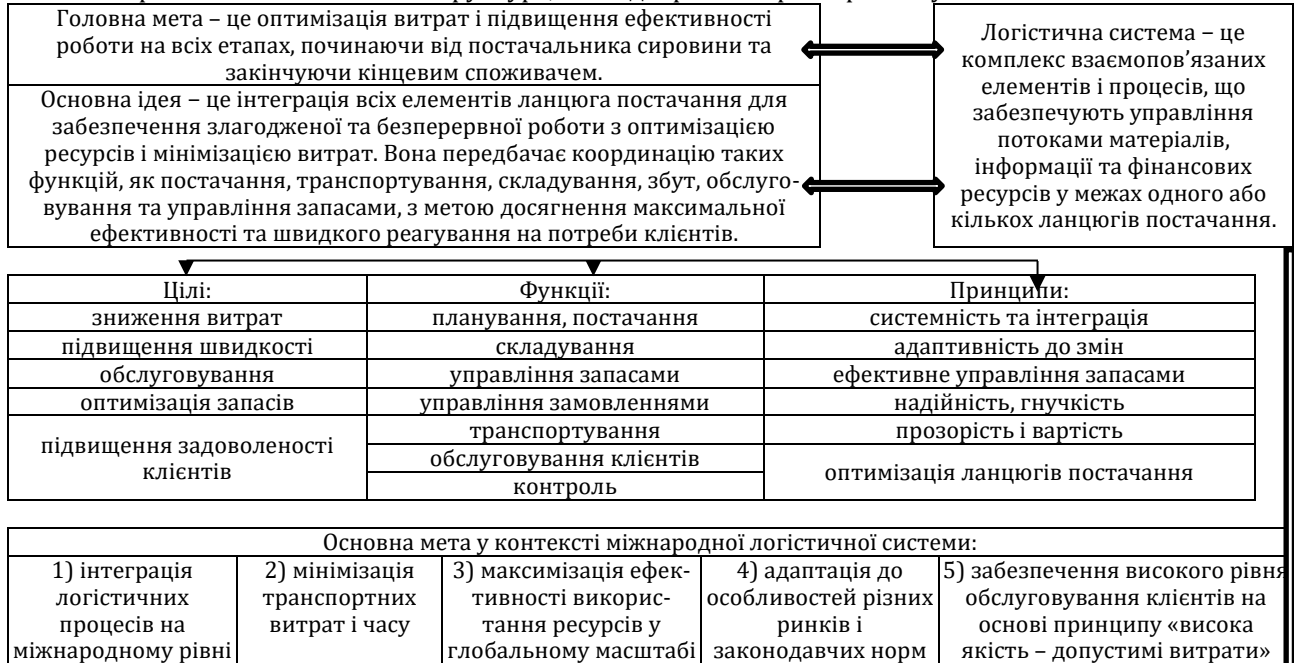 Головна мета – це оптимізація витрат і підвищення ефективності
роботи на всіх етапах, починаючи від постачальника сировини та
закінчуючи кінцевим споживачем.
Основна ідея – це інтеграція всіх елементів ланцюга постачання для
забезпечення злагодженої та безперервної роботи з оптимізацією
ресурсів і мінімізацією витрат. Вона передбачає координацію таких
функцій, як постачання, транспортування, складування, збут, обслуго-
вування та управління запасами, з метою досягнення максимальної
ефективності та швидкого реагування на потреби клієнтів.
Логістична система – це
комплекс взаємопов’язаних
елементів і процесів, що
забезпечують управління
потоками матеріалів,
інформації та фінансових
ресурсів у межах одного або
кількох ланцюгів постачання.
Цілі:
зниження витрат
підвищення швидкості
обслуговування
оптимізація запасів
підвищення задоволеності
клієнтів
Функції:
планування, постачання
складування
управління запасами
управління замовленнями
транспортування
обслуговування клієнтів
контроль
Принципи:
системність та інтеграція
адаптивність до змін
ефективне управління запасами
надійність, гнучкість
прозорість і вартість
оптимізація ланцюгів постачання
Основна мета у контексті міжнародної логістичної системи:
1) інтеграція
логістичних
процесів на
міжнародному рівні
2) мінімізація
транспортних
витрат і часу
3) максимізація ефек-
тивності викорис-
тання ресурсів у
глобальному масштабі
4) адаптація до
особливостей різних
ринків і
законодавчих норм
5) забезпечення високого рівня
обслуговування клієнтів на
основі принципу «висока
якість – допустимі витрати»